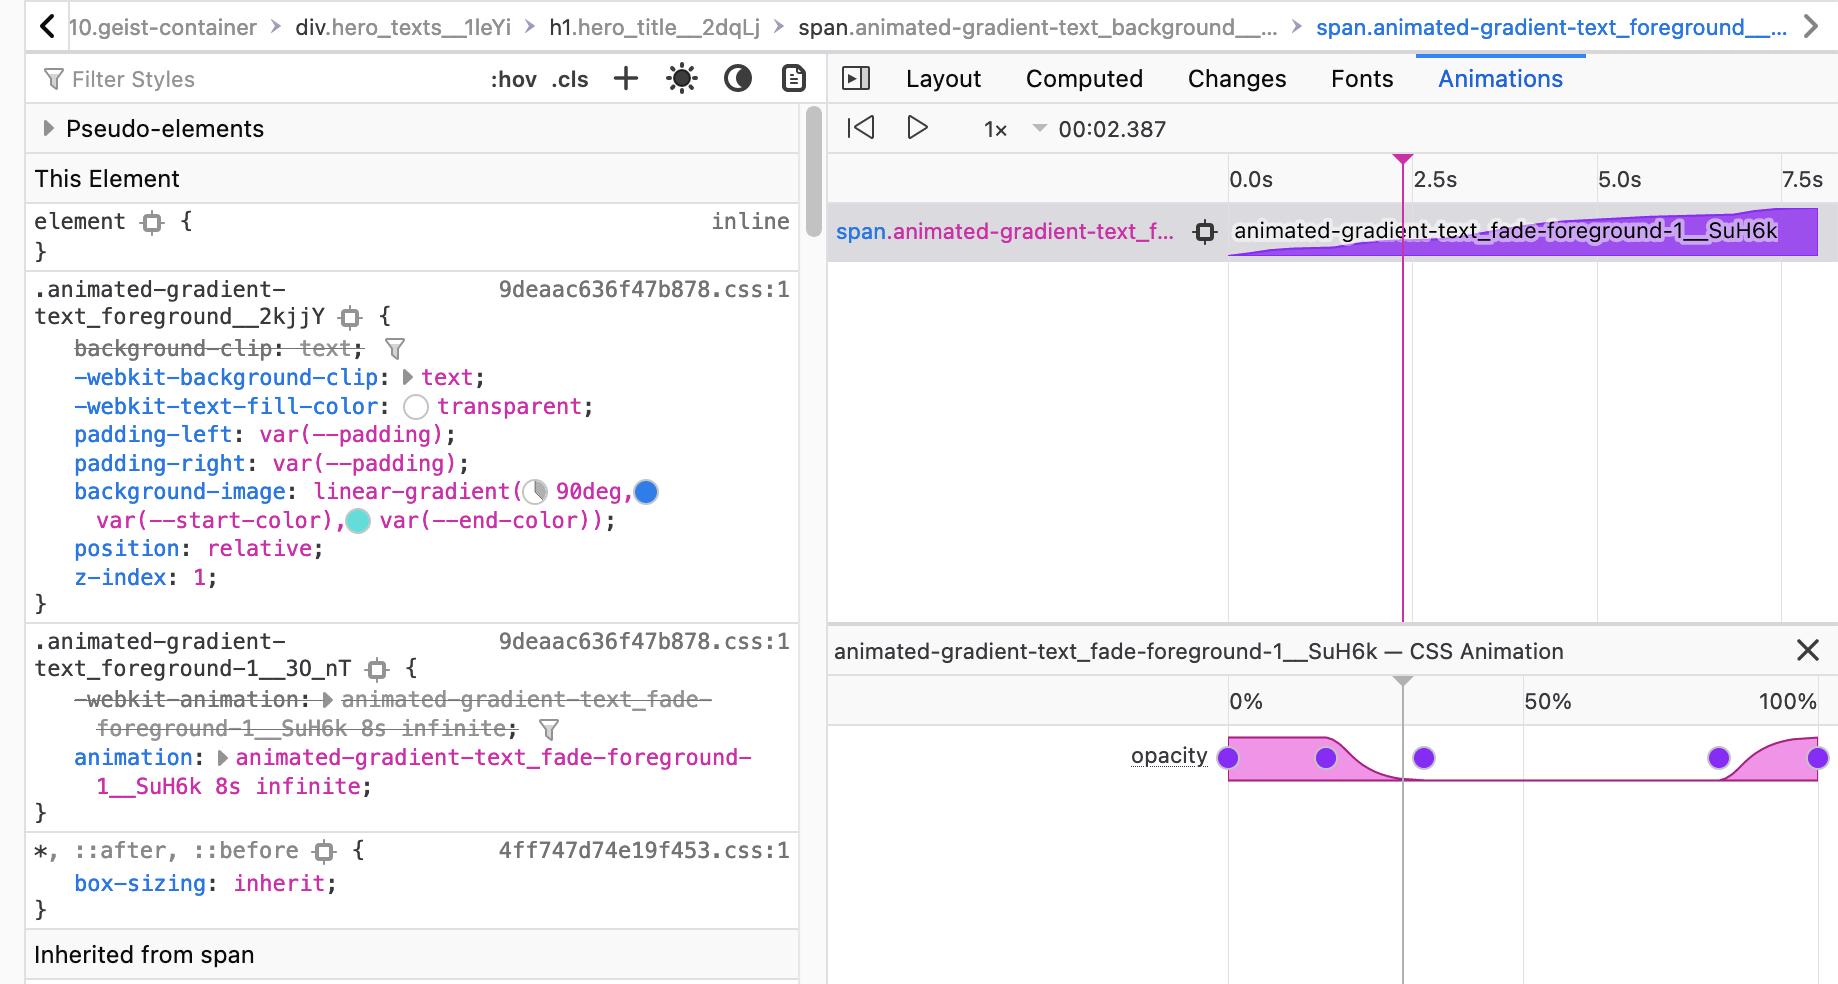 10.geist-container
div.hero_texts__1leYi
h1.hero_title__2dqLj
span.animated-gradient-text_background__...
span.animated-gradient-text_foreground__...
Filter Styles
:hov .cls
Pseudo-elements
This Element
element {
inline
}
.animated-gradient-
9deaac636f47b878.css:1
text_foreground__2kjjY {
background-clip: text;
-webkit-background-clip: text;
-webkit-text-fill-color: transparent;
padding-left: var(--padding);
padding-right: var(--padding);
background-image: linear-gradient( 90deg,
var(--start-color), var(--end-color));
position: relative;
z-index: 1;
}
.animated-gradient-
9deaac636f47b878.css:1
text_foreground-1__3O_nT {
-webkit-animation: animated-gradient-text_fade-
foreground-1__SuH6k 8s infinite;
animation: animated-gradient-text_fade-foreground-
1__SuH6k 8s infinite;
}
*, ::after, ::before {
4ff747d74e19f453.css:1
box-sizing: inherit;
}
Inherited from span
Layout
Computed
Changes
Fonts
Animations
1×
00:02.387
0.0s
2.5s
5.0s
7.5s
span.animated-gradient-text_f...
animated-gradient-text_fade-foreground-1__SuH6k
animated-gradient-text_fade-foreground-1__SuH6k — CSS Animation
0%
50%
100%
opacity